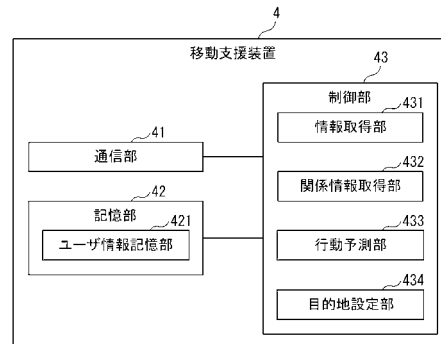 4
移動支援装置
43
制御部
431
情報取得部
41
通信部
432
関係情報取得部
42
記憶部
421
ユーザ情報記憶部
433
行動予測部
434
目的地設定部